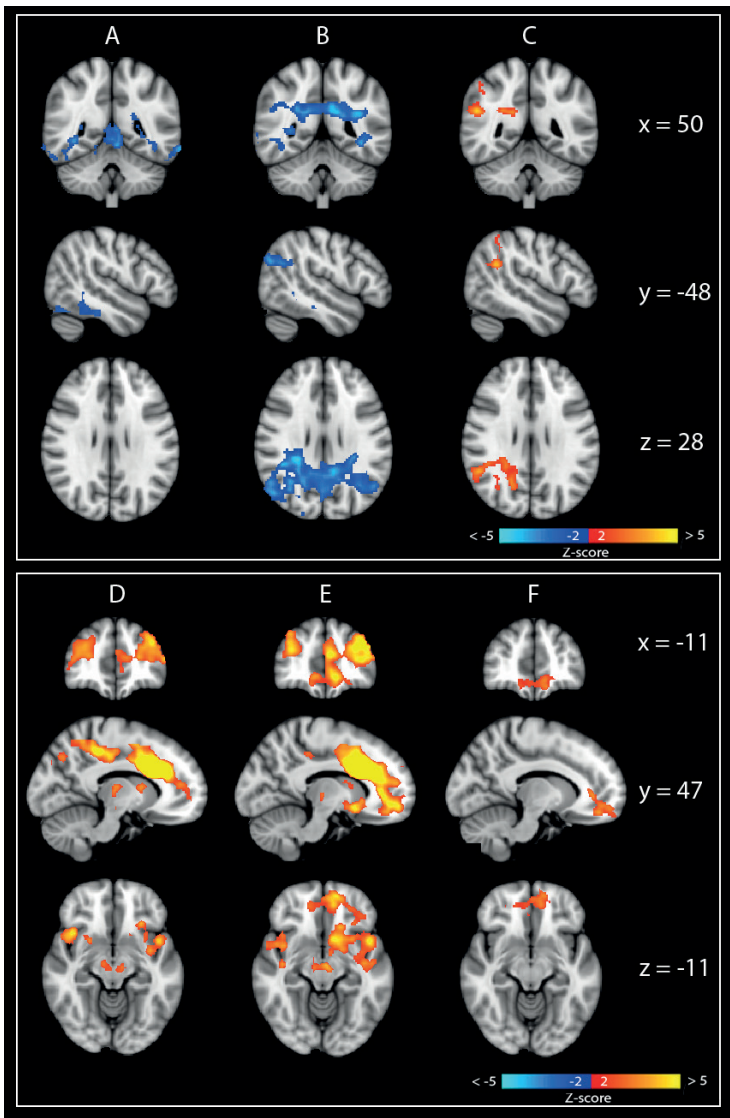 A B C
x = 50
y = -48
z = 28
< -5 -2 2 > 5
Z-score
D E F
x = -11
y = 47
z = -11
< -5 -2 2 > 5
Z-score